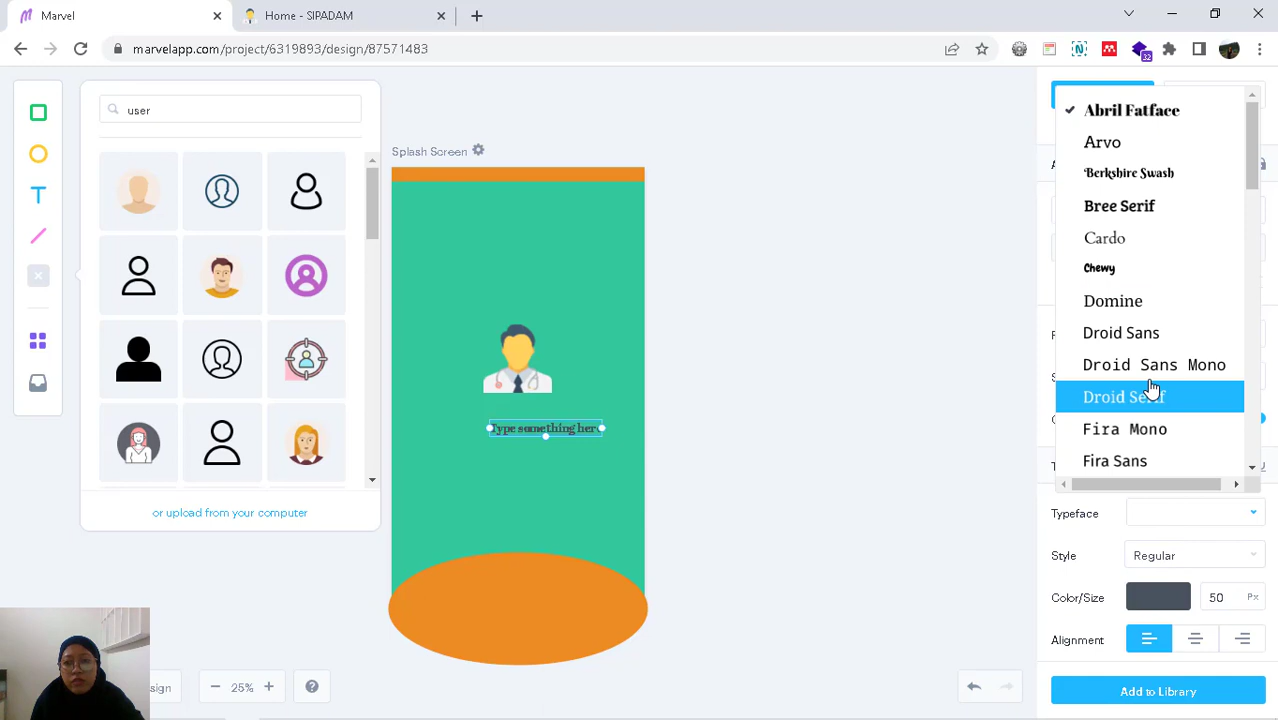 Marvel
Home - SIPADAM
marvelapp.com/project/6319893/design/87571483
32
user
or upload from your computer
Splash Screen
Type something her
25%
Abril Fatface
Arvo
Berkshire Swash
Bree Serif
Cardo
Chewy
Domine
Droid Sans
Droid Sans Mono
Droid Serif
Fira Mono
Fira Sans
Typeface
Style
Regular
Color/Size
50
Px
Alignment
Add to Library